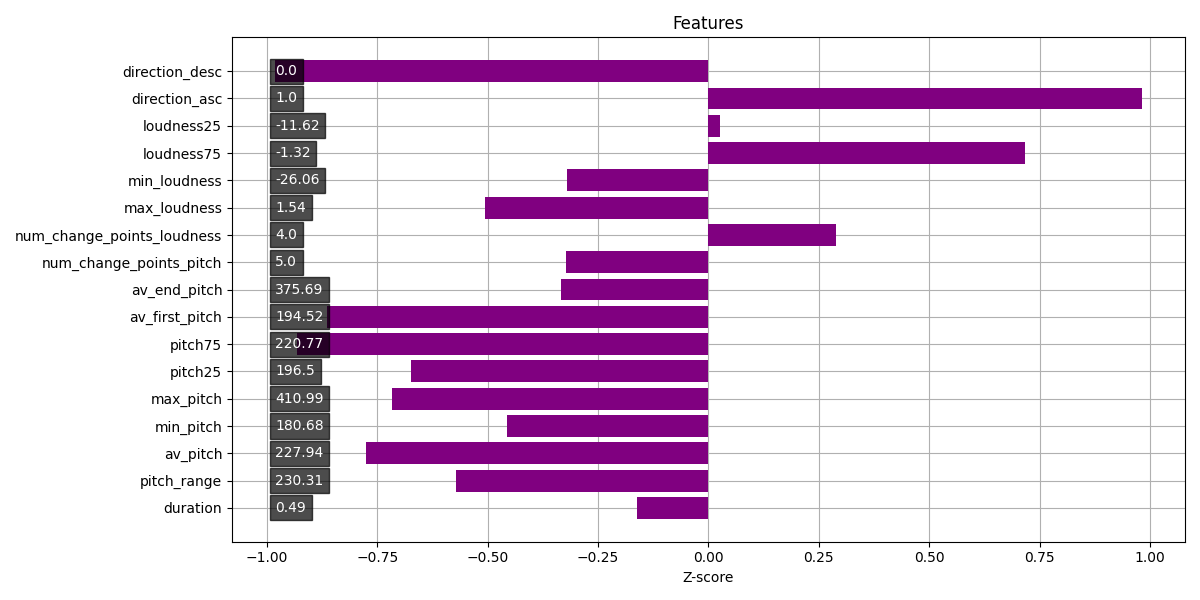 Features
direction_desc 0.0
direction_asc 1.0
loudness25 -11.62
loudness75 -1.32
min_loudness -26.06
max_loudness 1.54
num_change_points_loudness 4.0
num_change_points_pitch 5.0
av_end_pitch 375.69
av_first_pitch 194.52
pitch75 220.77
pitch25 196.5
max_pitch 410.99
min_pitch 180.68
av_pitch 227.94
pitch_range 230.31
duration 0.49
−1.00 −0.75 −0.50 −0.25 0.00 0.25 0.50 0.75 1.00
Z-score